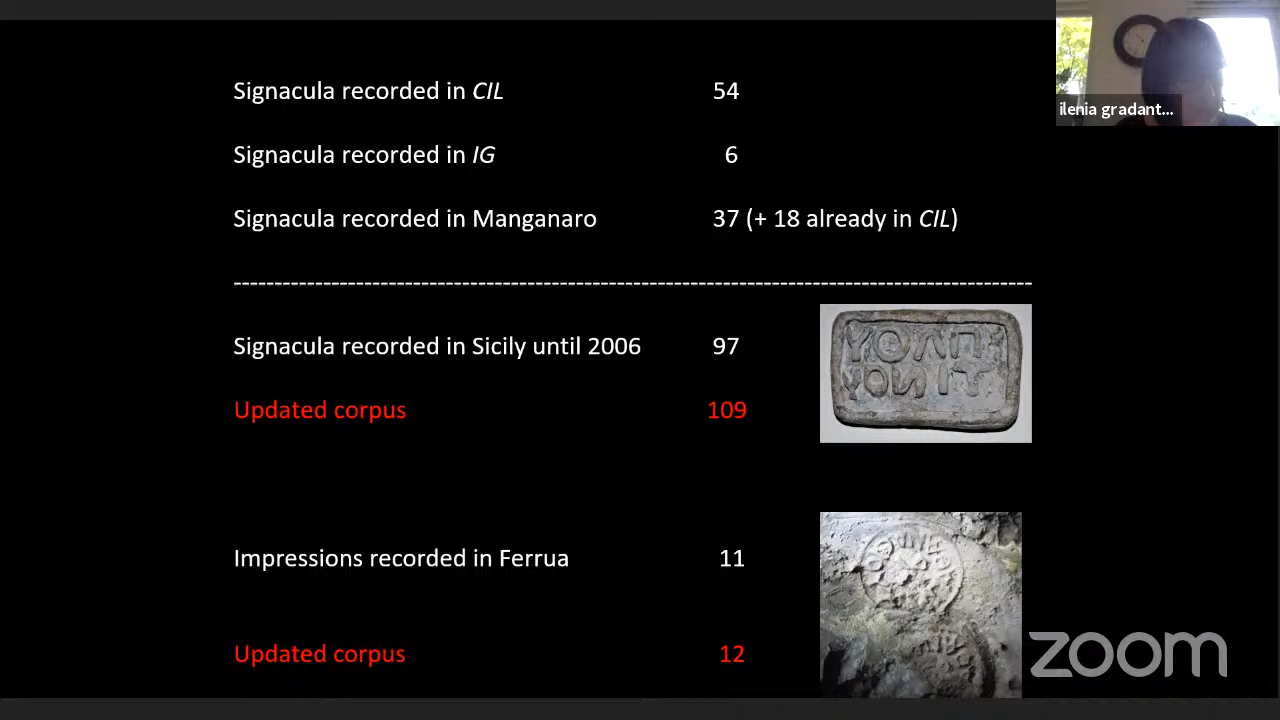 Signacula recorded in CIL 54
ilenia gradant...
Signacula recorded in IG 6
Signacula recorded in Manganaro 37 (+ 18 already in CIL)
--------------------------------------------------------------------------------------------------
Signacula recorded in Sicily until 2006 97
Updated corpus 109
Impressions recorded in Ferrua 11
Updated corpus 12
zoom